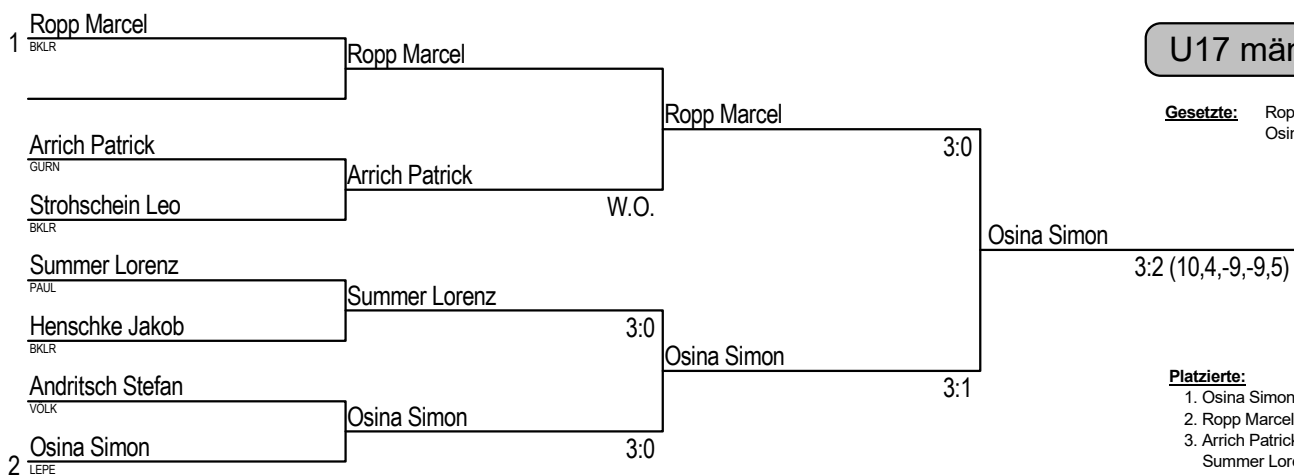 Ropp Marcel
1 BKLR
Ropp Marcel
U17 mä
Gesetzte: Rop
Osi
Ropp Marcel
3:0
Arrich Patrick
GURN
Arrich Patrick
Strohschein Leo
BKLR
W.O.
Osina Simon
3:2 (10,4,-9,-9,5)
Summer Lorenz
PAUL
Summer Lorenz
3:0
Henschke Jakob
BKLR
Osina Simon
3:1
Andritsch Stefan
VÖLK
Osina Simon
3:0
Osina Simon
2 LEPE
Platzierte:
1. Osina Simon
2. Ropp Marcel
3. Arrich Patrick
Summer Lore